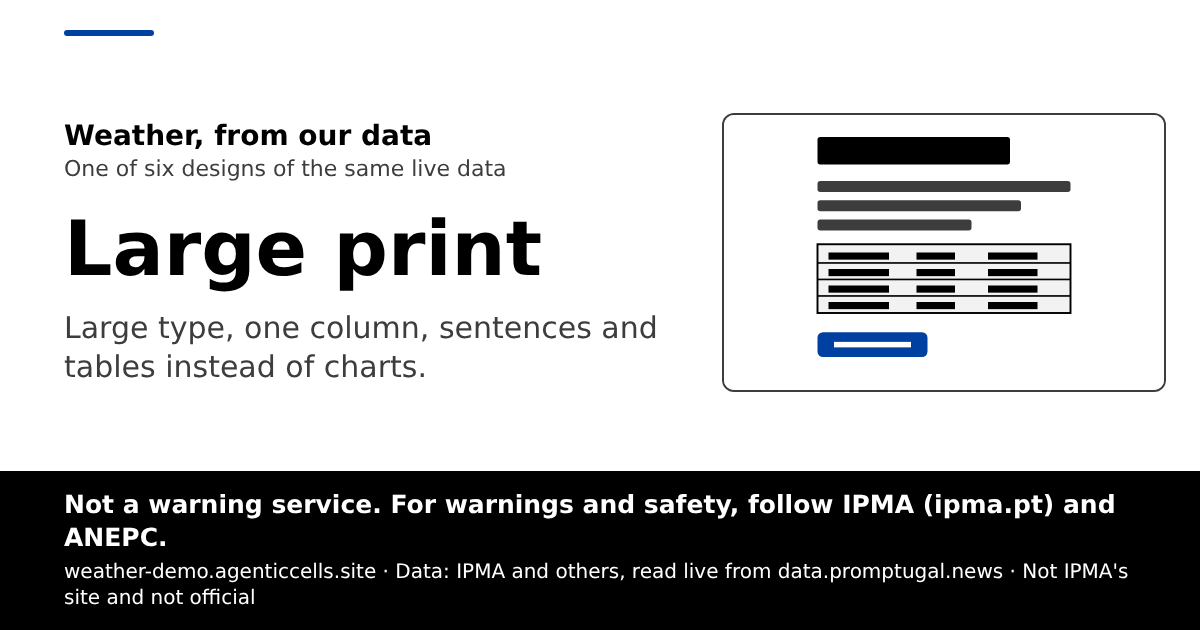 Weather, from our data
One of six designs of the same live data
Large print
Large type, one column, sentences and
tables instead of charts.
Not a warning service. For warnings and safety, follow IPMA (ipma.pt) and
ANEPC.
weather-demo.agenticcells.site · Data: IPMA and others, read live from data.promptugal.news · Not IPMA's
site and not official